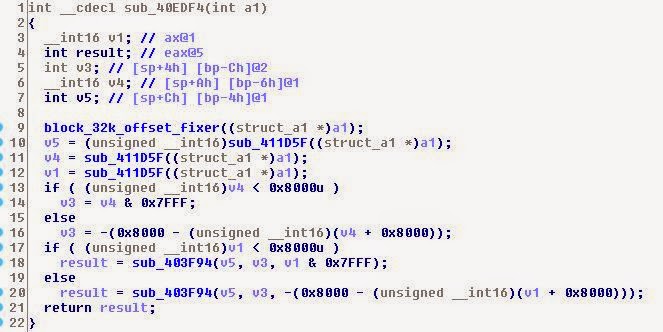 1 int __cdecl sub_40EDF4(int a1)
2 {
3 __int16 v1; // ax@1
4 int result; // eax@5
5 int v3; // [sp+4h] [bp-Ch]@2
6 __int16 v4; // [sp+Ah] [bp-6h]@1
7 int v5; // [sp+Ch] [bp-4h]@1
8
9 block_32k_offset_fixer((struct_a1 *)a1);
10 v5 = (unsigned __int16)sub_411D5F((struct_a1 *)a1);
11 v4 = sub_411D5F((struct_a1 *)a1);
12 v1 = sub_411D5F((struct_a1 *)a1);
13 if ( (unsigned __int16)v4 < 0x8000u )
14 v3 = v4 & 0x7FFF;
15 else
16 v3 = -(0x8000 - (unsigned __int16)(v4 + 0x8000));
17 if ( (unsigned __int16)v1 < 0x8000u )
18 result = sub_403F94(v5, v3, v1 & 0x7FFF);
19 else
20 result = sub_403F94(v5, v3, -(0x8000 - (unsigned __int16)(v1 + 0x8000)));
21 return result;
22 }